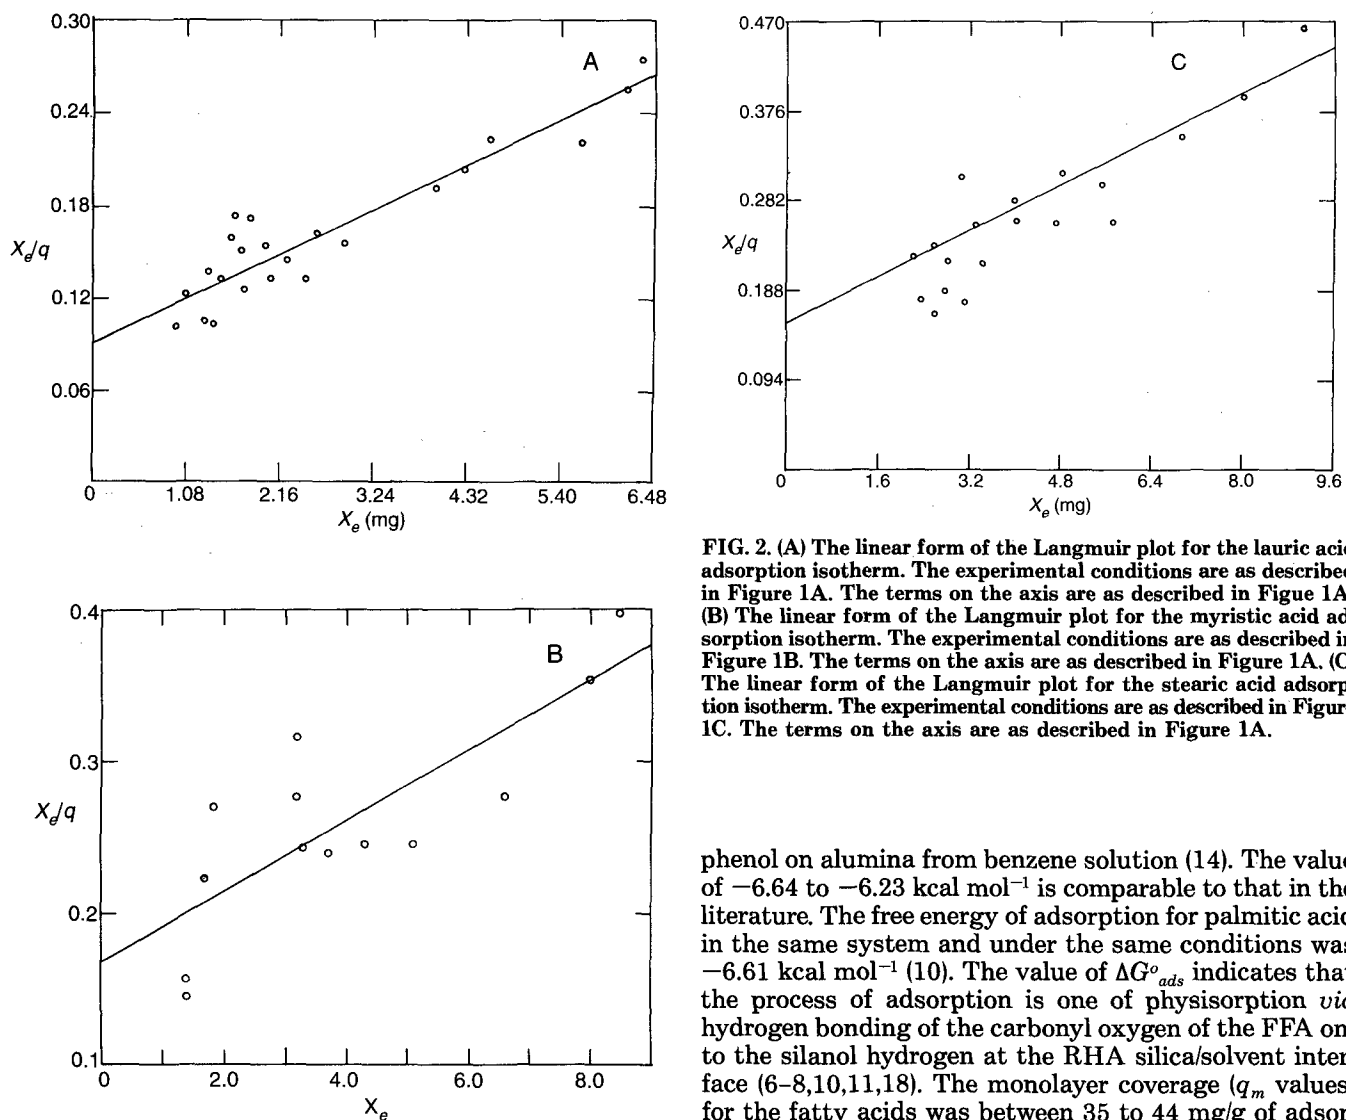 0.30
A
0.24
0.18
Xe/q
0.12
0.06
0 1.08 2.16 3.24 4.32 5.40 6.48
Xe (mg)
0.4
B
0.3
Xe/q
0.2
0.1
0 2.0 4.0 6.0 8.0
Xe
0.470
C
0.376
0.282
Xe/q
0.188
0.094
0 1.6 3.2 4.8 6.4 8.0 9.6
Xe (mg)
FIG. 2. (A) The linear form of the Langmuir plot for the lauric acid
adsorption isotherm. The experimental conditions are as described
in Figure 1A. The terms on the axis are as described in Figue 1A.
(B) The linear form of the Langmuir plot for the myristic acid ad
sorption isotherm. The experimental conditions are as described in
Figure 1B. The terms on the axis are as described in Figure 1A. (C
The linear form of the Langmuir plot for the stearic acid adsorp
tion isotherm. The experimental conditions are as described in Figur
1C. The terms on the axis are as described in Figure 1A.
phenol on alumina from benzene solution (14). The value
of −6.64 to −6.23 kcal mol−1 is comparable to that in the
literature. The free energy of adsorption for palmitic acid
in the same system and under the same conditions was
−6.61 kcal mol−1 (10). The value of ΔG°ads indicates that
the process of adsorption is one of physisorption via
hydrogen bonding of the carbonyl oxygen of the FFA on
to the silanol hydrogen at the RHA silica/solvent inter
face (6–8,10,11,18). The monolayer coverage (qm values
for the fatty acids was between 35 to 44 mg/g of adsor